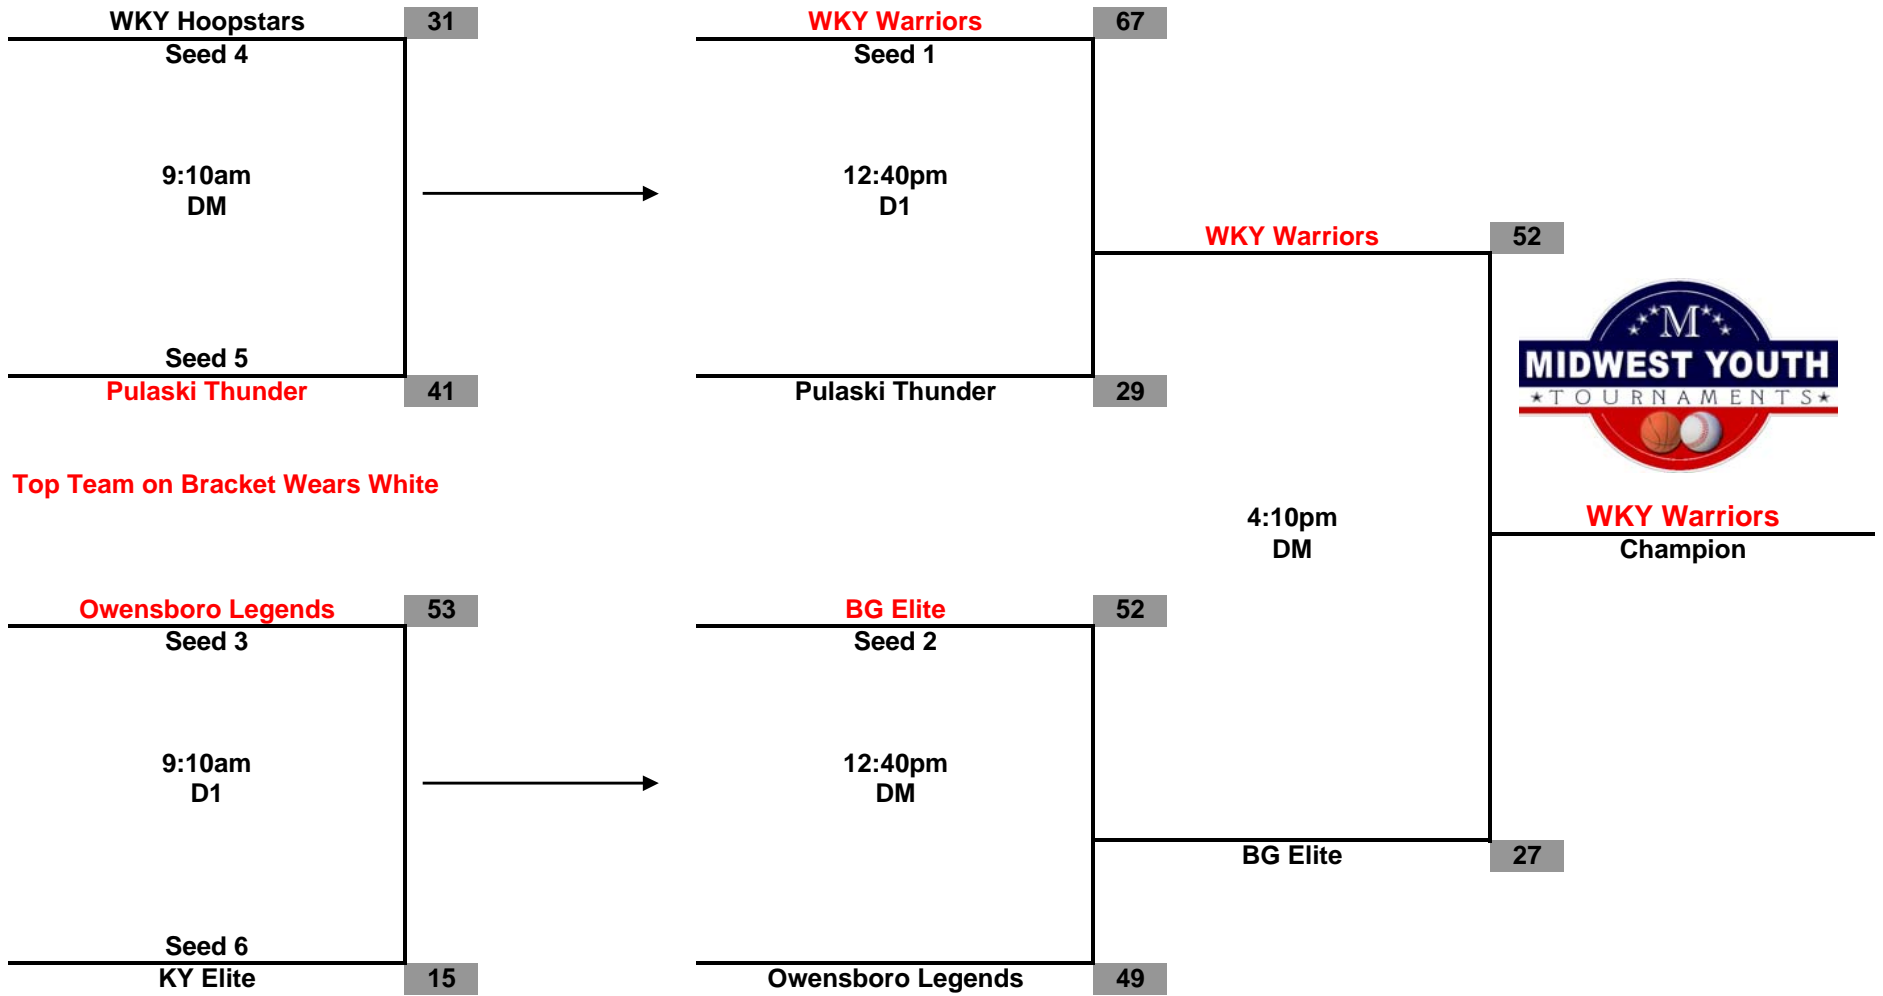 WKY Hoopstars 31
Seed 4
9:10am
DM
Seed 5
Pulaski Thunder 41
WKY Warriors 67
Seed 1
12:40pm
D1
Pulaski Thunder 29
WKY Warriors 52
M
MIDWEST YOUTH
★TOURNAMENTS★
Top Team on Bracket Wears White
4:10pm
DM
WKY Warriors
Champion
Owensboro Legends 53
Seed 3
9:10am
D1
Seed 6
KY Elite 15
BG Elite 52
Seed 2
12:40pm
DM
Owensboro Legends 49
BG Elite 27